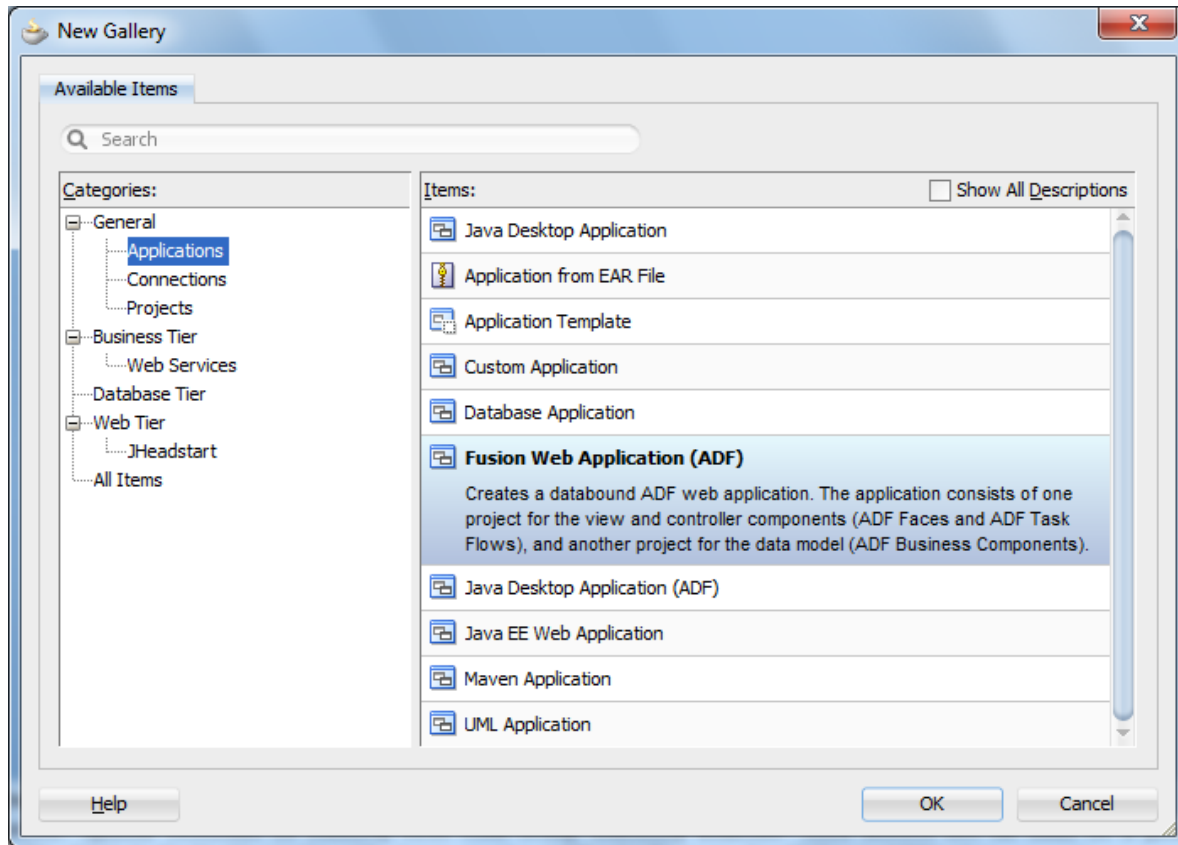 New Gallery
Available Items
Search
Categories:
General
Applications
Connections
Projects
Business Tier
Web Services
Database Tier
Web Tier
JHeadstart
All Items
Items:
Show All Descriptions
Java Desktop Application
Application from EAR File
Application Template
Custom Application
Database Application
Fusion Web Application (ADF)
Creates a databound ADF web application. The application consists of one
project for the view and controller components (ADF Faces and ADF Task
Flows), and another project for the data model (ADF Business Components).
Java Desktop Application (ADF)
Java EE Web Application
Maven Application
UML Application
Help
OK
Cancel